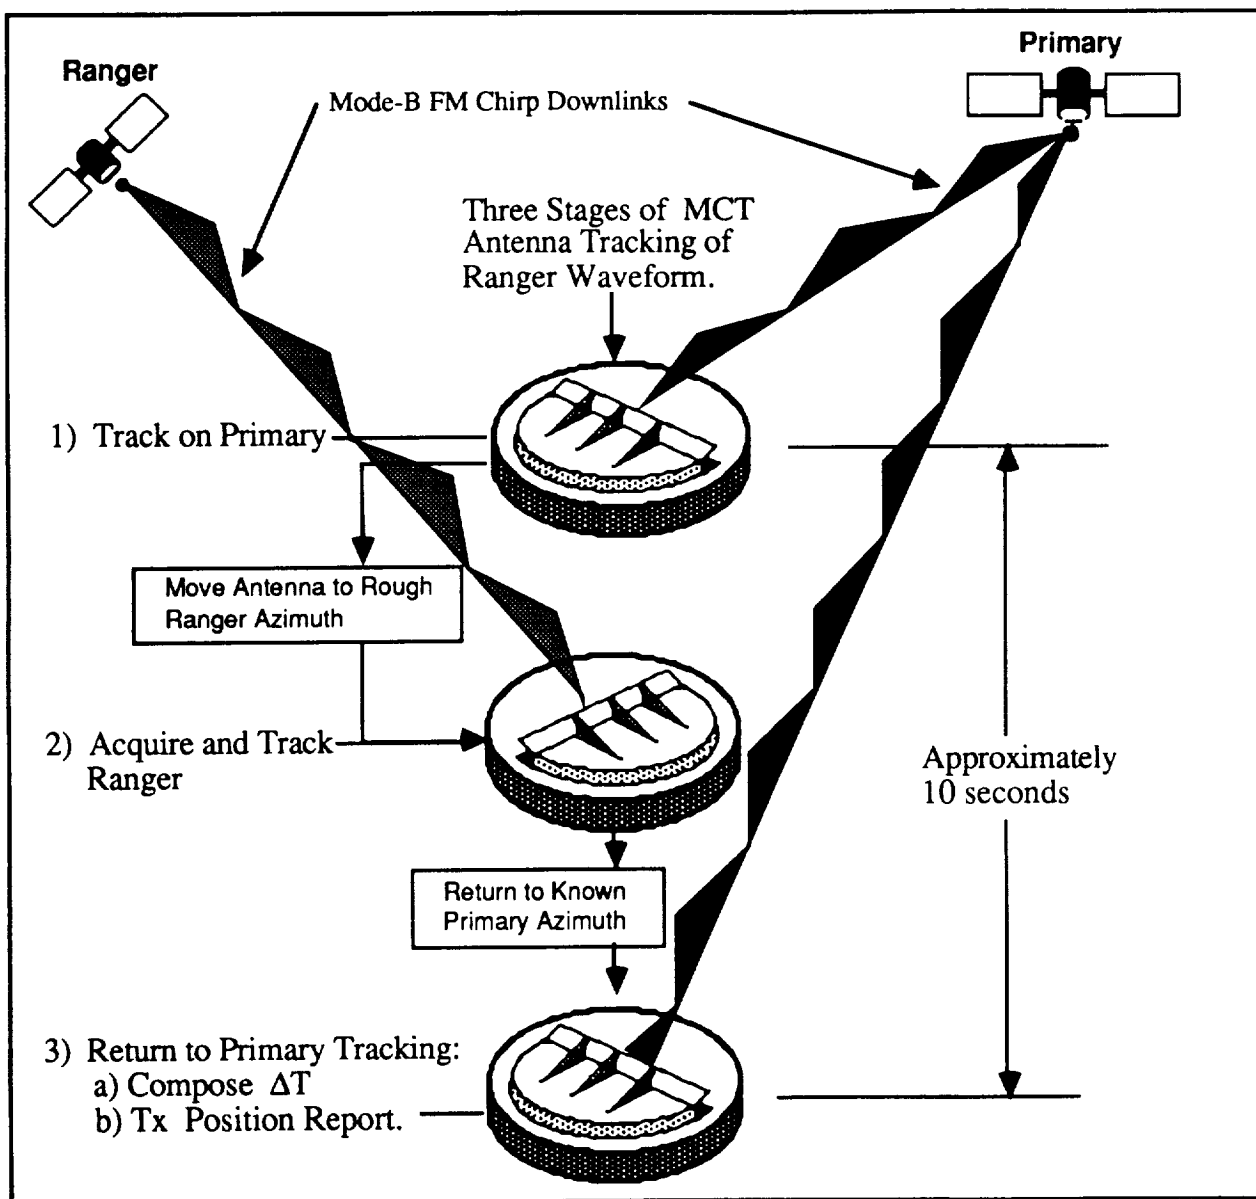 Ranger
Primary
Mode-B FM Chirp Downlinks
Three Stages of MCT
Antenna Tracking of
Ranger Waveform.
1) Track on Primary
Move Antenna to Rough
Ranger Azimuth
2) Acquire and Track
Ranger
Approximately
10 seconds
Return to Known
Primary Azimuth
3) Return to Primary Tracking:
a) Compose ΔT
b) Tx Position Report.